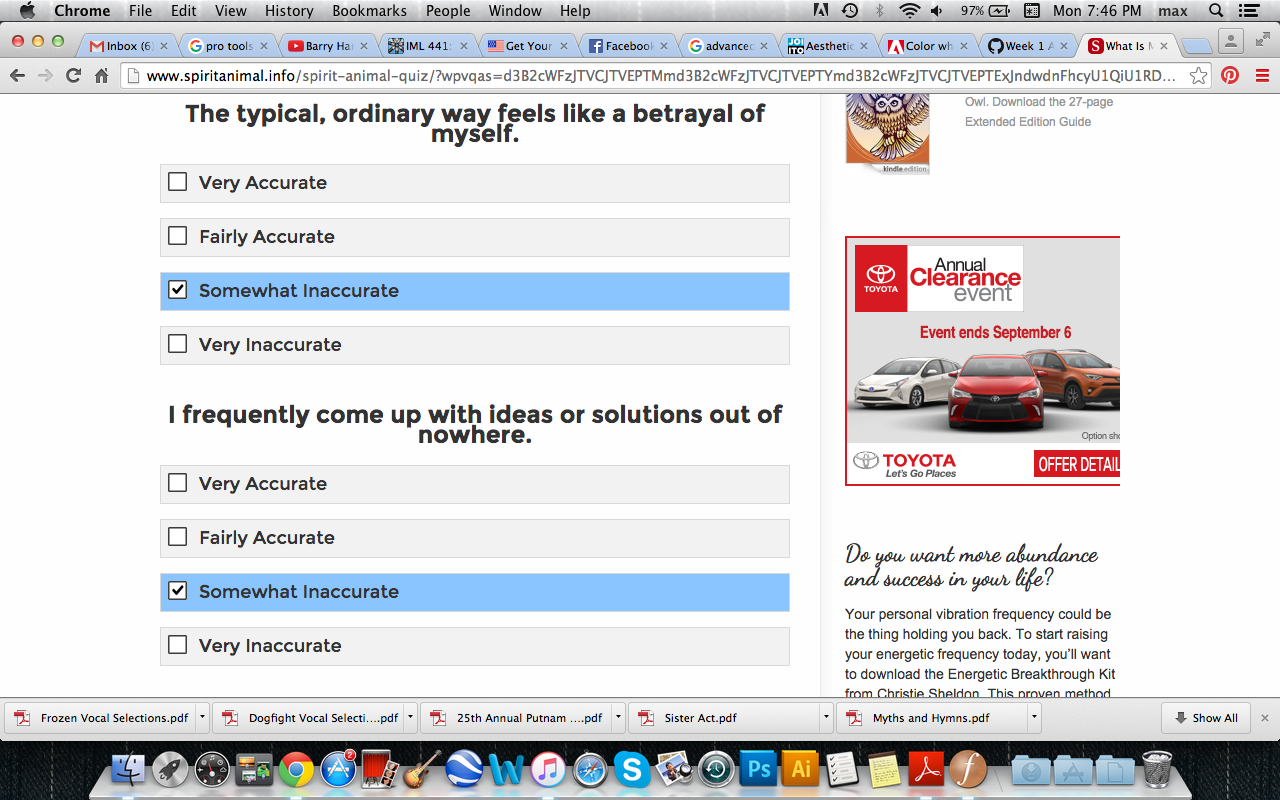 Chrome File Edit View History Bookmarks People Window Help 97% Mon 7:46 PM max
Inbox (6 pro tools Barry Ha IML 441: Get Your Facebook advanced Aesthetic Color wh Week 1 A What Is M
www.spiritanimal.info/spirit-animal-quiz/?wpvqas=d3B2cWFzJTVCJTVEPTMmd3B2cWFzJTVCJTVEPTYmd3B2cWFzJTVCJTVEPTExJndwdnFhcyU1QiU1RD...
The typical, ordinary way feels like a betrayal of
myself.
Very Accurate
Fairly Accurate
Somewhat Inaccurate
Very Inaccurate
I frequently come up with ideas or solutions out of
nowhere.
Very Accurate
Fairly Accurate
Somewhat Inaccurate
Very Inaccurate
Owl. Download the 27-page
Extended Edition Guide
kindle edition
TOYOTA
Annual
Clearance
event
Event ends September 6
Option sho
TOYOTA
Let's Go Places
OFFER DETAIL
Do you want more abundance
and success in your life?
Your personal vibration frequency could be
the thing holding you back. To start raising
your energetic frequency today, you'll want
to download the Energetic Breakthrough Kit
from Christie Sheldon. This proven method
Frozen Vocal Selections.pdf Dogfight Vocal Selecti....pdf 25th Annual Putnam ....pdf Sister Act.pdf Myths and Hymns.pdf Show All
2
Ps
Ai